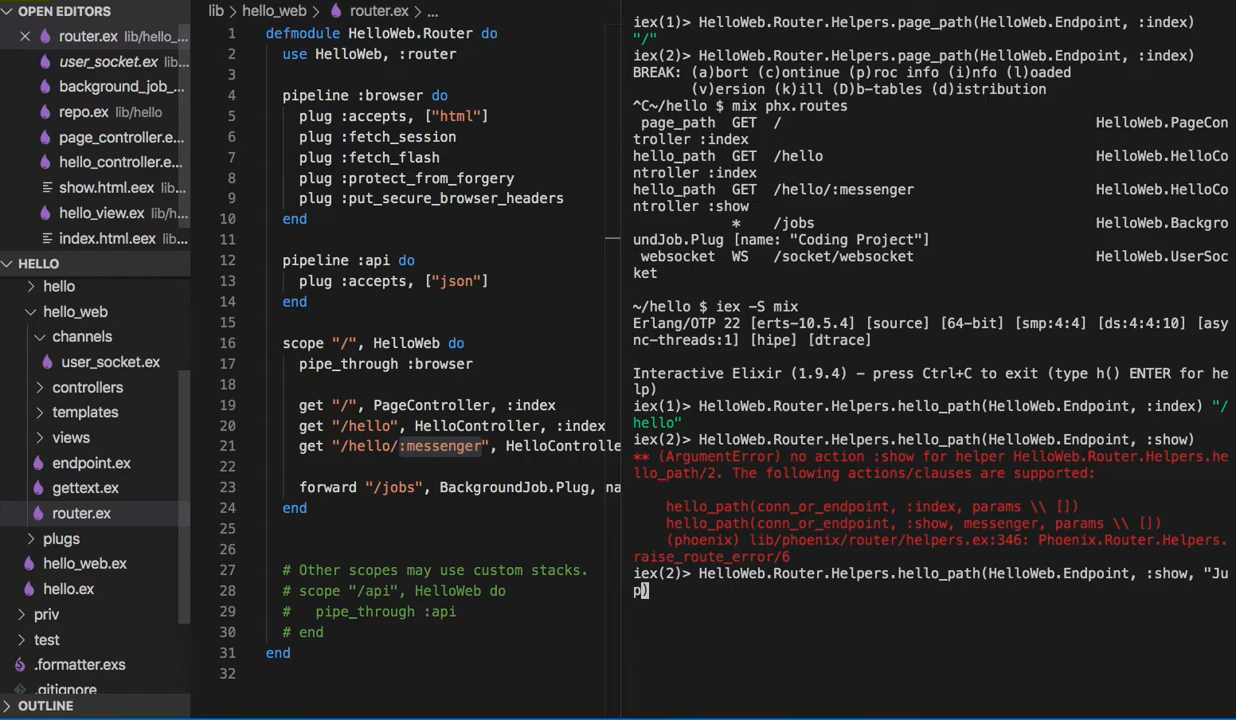 OPEN EDITORS
router.ex lib/hello_...
user_socket.ex lib...
background_job_...
repo.ex lib/hello
page_controller.e...
hello_controller.e...
show.html.eex lib...
hello_view.ex lib/h...
index.html.eex lib...
HELLO
hello
hello_web
channels
user_socket.ex
controllers
templates
views
endpoint.ex
gettext.ex
router.ex
plugs
hello_web.ex
hello.ex
priv
test
.formatter.exs
.gitignore
OUTLINE
lib > hello_web > router.ex > ...
1 defmodule HelloWeb.Router do
2 use HelloWeb, :router
3
4 pipeline :browser do
5 plug :accepts, ["html"]
6 plug :fetch_session
7 plug :fetch_flash
8 plug :protect_from_forgery
9 plug :put_secure_browser_headers
10 end
11
12 pipeline :api do
13 plug :accepts, ["json"]
14 end
15
16 scope "/", HelloWeb do
17 pipe_through :browser
18
19 get "/", PageController, :index
20 get "/hello", HelloController, :index
21 get "/hello/:messenger", HelloControlle
22
23 forward "/jobs", BackgroundJob.Plug, na
24 end
25
26
27 # Other scopes may use custom stacks.
28 # scope "/api", HelloWeb do
29 # pipe_through :api
30 # end
31 end
32
iex(1)> HelloWeb.Router.Helpers.page_path(HelloWeb.Endpoint, :index)
"/"
iex(2)> HelloWeb.Router.Helpers.page_path(HelloWeb.Endpoint, :index)
BREAK: (a)bort (c)ontinue (p)roc info (i)nfo (l)oaded
(v)ersion (k)ill (D)b-tables (d)istribution
^C~/hello $ mix phx.routes
page_path GET / HelloWeb.PageCon
troller :index
hello_path GET /hello HelloWeb.HelloCo
ntroller :index
hello_path GET /hello/:messenger HelloWeb.HelloCo
ntroller :show
* /jobs HelloWeb.Backgro
undJob.Plug [name: "Coding Project"]
websocket WS /socket/websocket HelloWeb.UserSoc
ket
~/hello $ iex -S mix
Erlang/OTP 22 [erts-10.5.4] [source] [64-bit] [smp:4:4] [ds:4:4:10] [asy
nc-threads:1] [hipe] [dtrace]
Interactive Elixir (1.9.4) - press Ctrl+C to exit (type h() ENTER for he
lp)
iex(1)> HelloWeb.Router.Helpers.hello_path(HelloWeb.Endpoint, :index) "/
hello"
iex(2)> HelloWeb.Router.Helpers.hello_path(HelloWeb.Endpoint, :show)
** (ArgumentError) no action :show for helper HelloWeb.Router.Helpers.he
llo_path/2. The following actions/clauses are supported:
hello_path(conn_or_endpoint, :index, params \\ [])
hello_path(conn_or_endpoint, :show, messenger, params \\ [])
(phoenix) lib/phoenix/router/helpers.ex:346: Phoenix.Router.Helpers.
raise_route_error/6
iex(2)> HelloWeb.Router.Helpers.hello_path(HelloWeb.Endpoint, :show, "Ju
p)